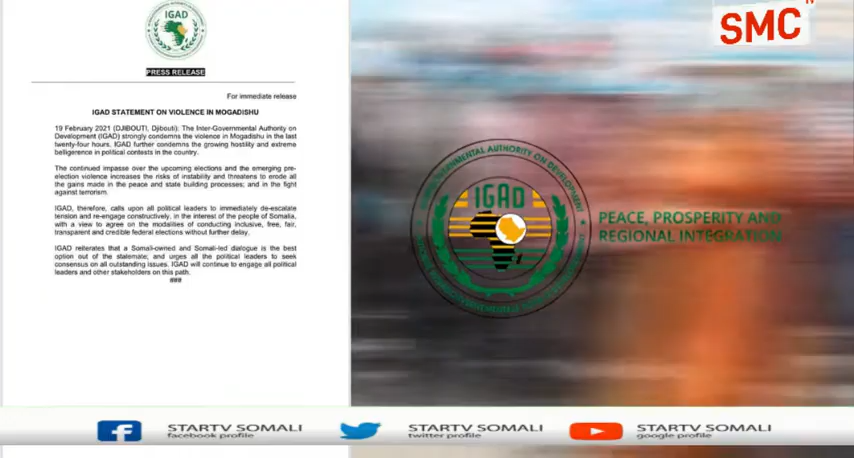 IGAD
PRESS RELEASE
For immediate release
IGAD STATEMENT ON VIOLENCE IN MOGADISHU
19 February 2021 (DJIBOUTI, Djibouti): The Inter-Governmental Authority on
Development (IGAD) strongly condemns the violence in Mogadishu in the last
twenty-four hours. IGAD further condemns the growing hostility and extreme
belligerence in political contests in the country.
The continued impasse over the upcoming elections and the emerging pre-
election violence increases the risks of instability and threatens to erode all
the gains made in the peace and state building processes; and in the fight
against terrorism.
IGAD, therefore, calls upon all political leaders to immediately de-escalate
tension and re-engage constructively, in the interest of the people of Somalia,
with a view to agree on the modalities of conducting inclusive, free, fair,
transparent and credible federal elections without further delay.
IGAD reiterates that a Somali-owned and Somali-led dialogue is the best
option out of the stalemate; and urges all the political leaders to seek
consensus on all outstanding issues. IGAD will continue to engage all political
leaders and other stakeholders on this path.
###
SMC
INTERGOVERNMENTAL AUTHORITY ON DEVELOPMENT
IGAD
PEACE, PROSPERITY AND
REGIONAL INTEGRATION
STARTV SOMALI
facebook profile
STARTV SOMALI
twitter profile
STARTV SOMALI
google profile